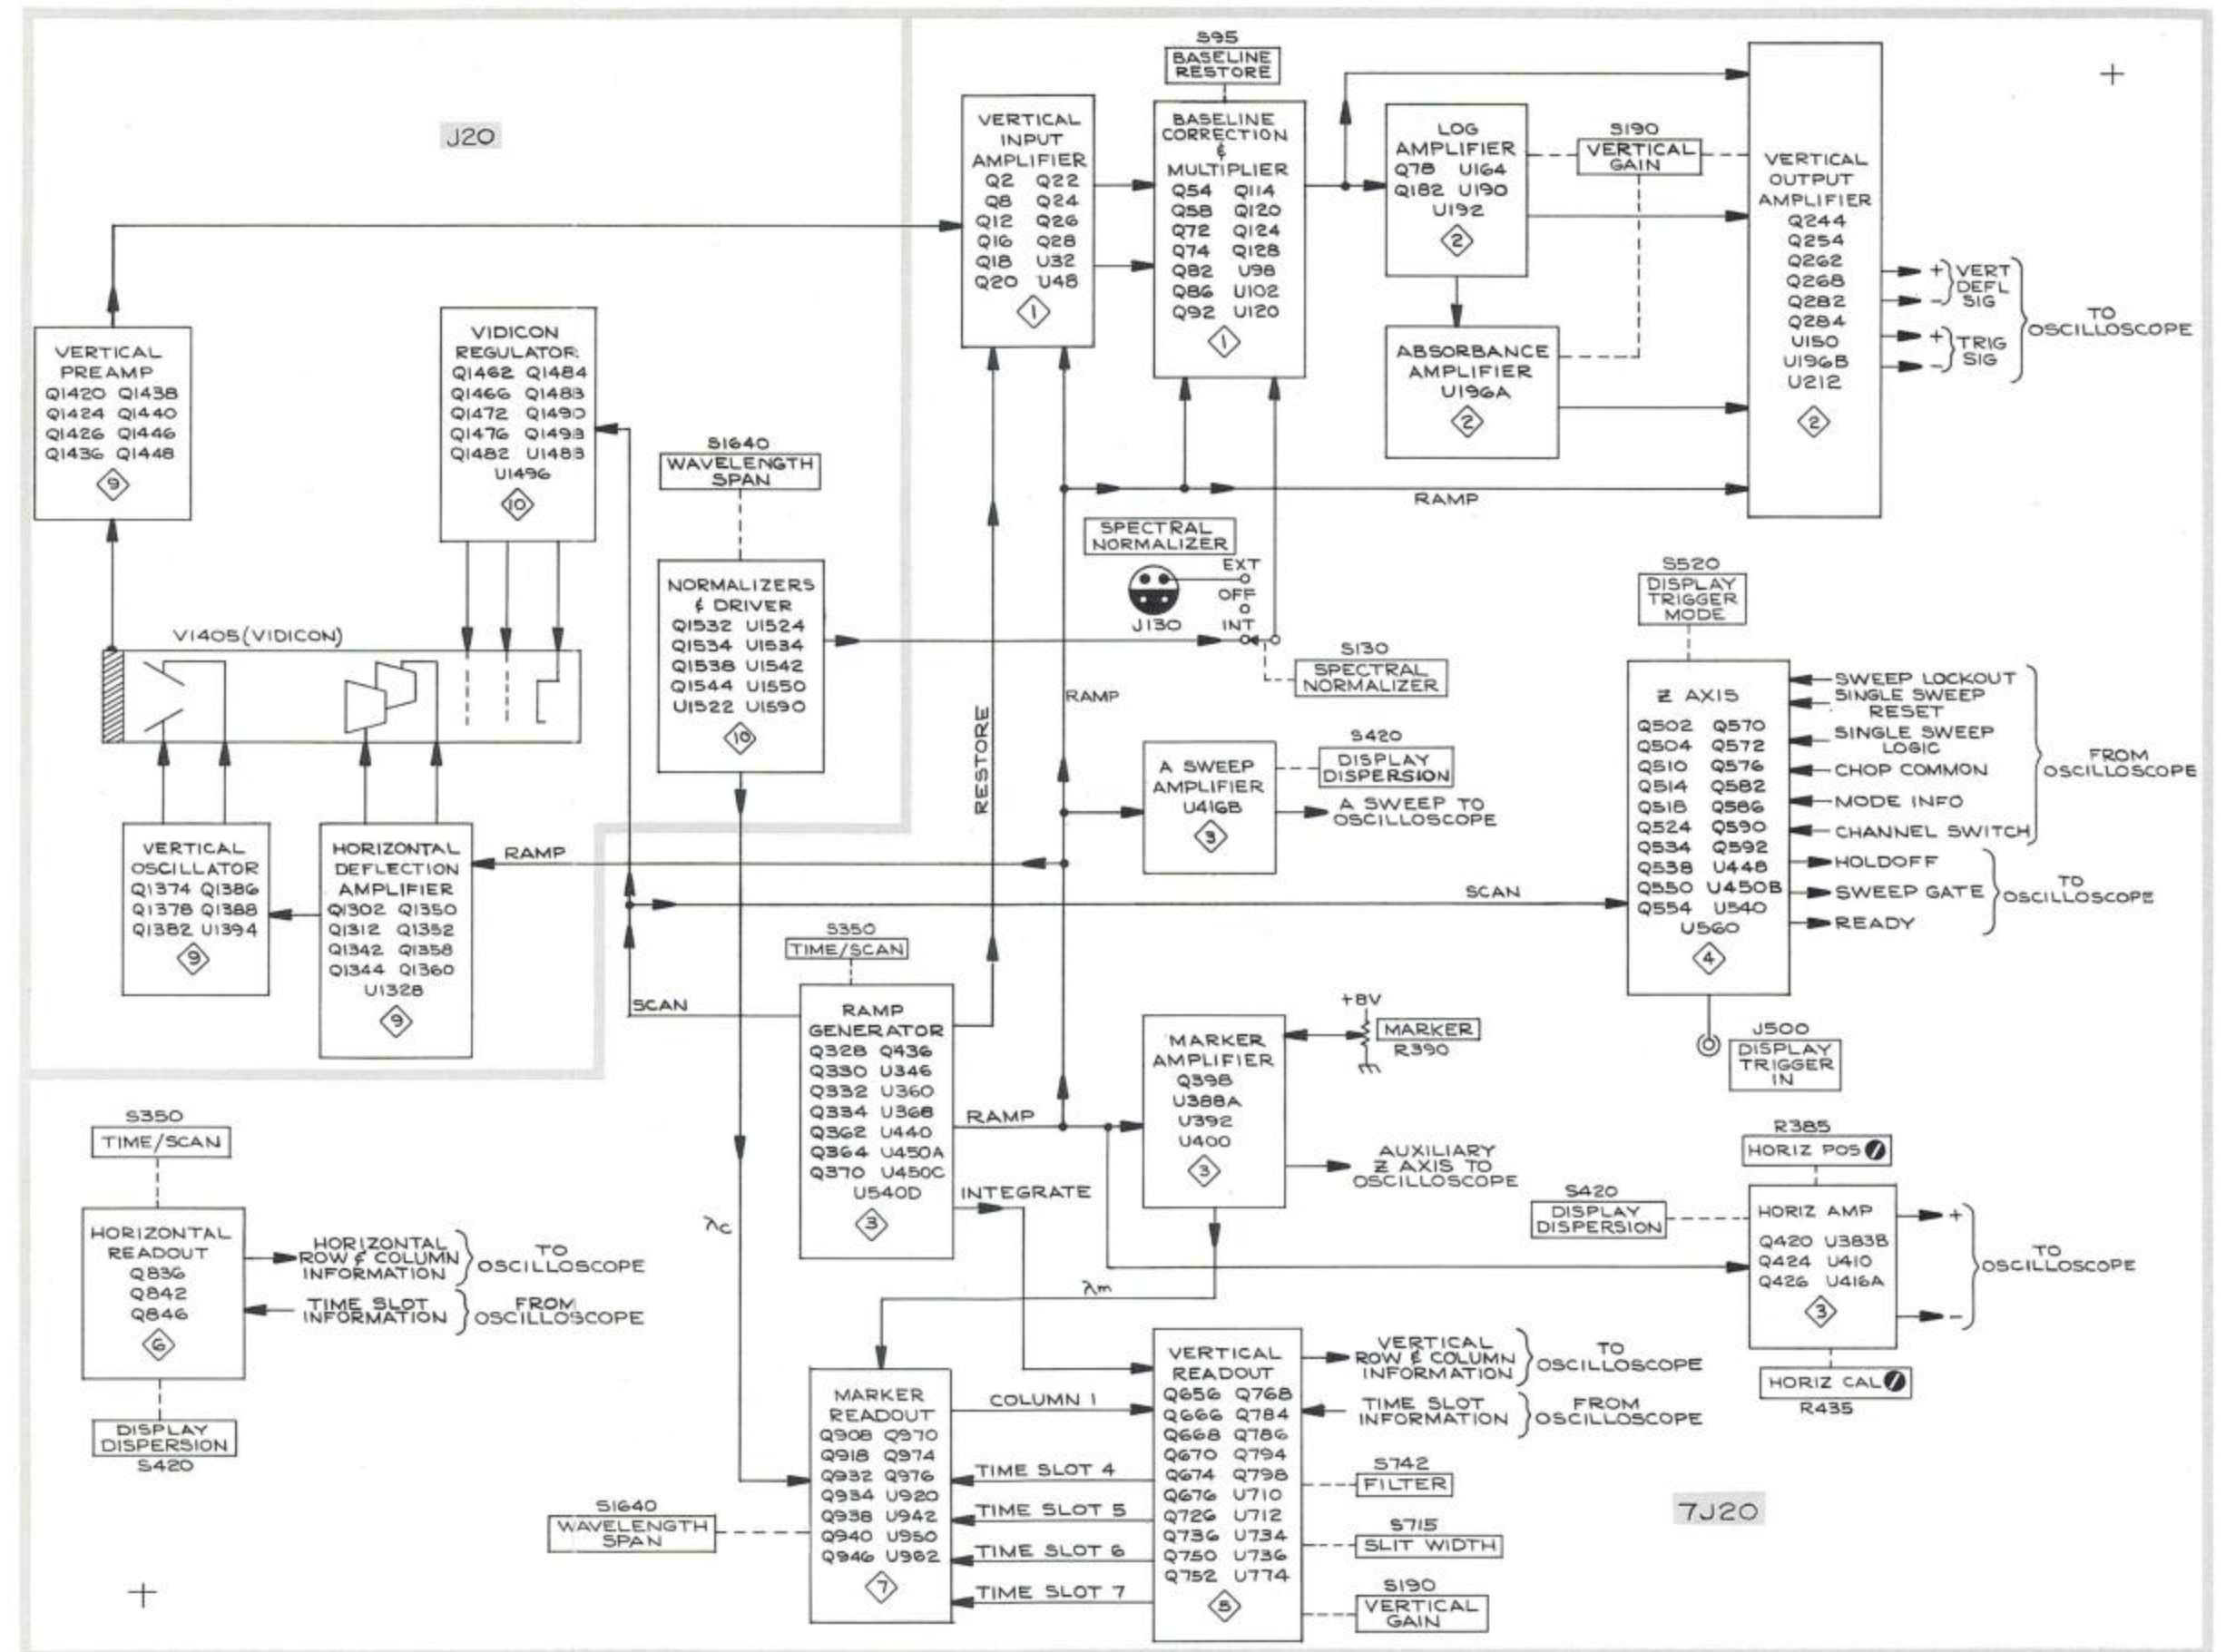 J20
VERTICAL
PREAMP
Q1420 Q1438
Q1424 Q1440
Q1426 Q1446
Q1436 Q1448
9
VIDICON
REGULATOR
Q1462 Q1484
Q1466 Q1488
Q1472 Q1490
Q1476 Q1498
Q1482 U1488
U1496
10
V1405 (VIDICON)
VERTICAL
OSCILLATOR
Q1374 Q1386
Q1378 Q1388
Q1382 U1394
9
HORIZONTAL
DEFLECTION
AMPLIFIER
Q1302 Q1350
Q1312 Q1352
Q1342 Q1358
Q1344 Q1360
U1328
9
RAMP
S1640
WAVELENGTH
SPAN
NORMALIZERS
& DRIVER
Q1532 U1524
Q1534 U1534
Q1538 U1542
Q1544 U1550
U1522 U1590
10
VERTICAL
INPUT
AMPLIFIER
Q2 Q22
Q8 Q24
Q12 Q26
Q16 Q28
Q18 U32
Q20 U48
1
S95
BASELINE
RESTORE
BASELINE
CORRECTION
&
MULTIPLIER
Q54 Q114
Q58 Q120
Q72 Q124
Q74 Q128
Q82 U98
Q86 U102
Q92 U120
1
LOG
AMPLIFIER
Q78 U164
Q182 U190
U192
2
S190
VERTICAL
GAIN
ABSORBANCE
AMPLIFIER
U196A
2
VERTICAL
OUTPUT
AMPLIFIER
Q244
Q254
Q262
Q268
Q282
Q284
U150
U196B
U212
2
+
-
VERT
DEFL
SIG
+
-
TRIG
SIG
TO
OSCILLOSCOPE
RAMP
SPECTRAL
NORMALIZER
J130
EXT
OFF
INT
S130
SPECTRAL
NORMALIZER
RESTORE
RAMP
A SWEEP
AMPLIFIER
U416B
3
S420
DISPLAY
DISPERSION
A SWEEP TO
OSCILLOSCOPE
S520
DISPLAY
TRIGGER
MODE
Z AXIS
Q502 Q570
Q504 Q572
Q510 Q576
Q514 Q582
Q518 Q586
Q524 Q590
Q534 Q592
Q538 U448
Q550 U450B
Q554 U540
U560
4
SWEEP LOCKOUT
SINGLE SWEEP
RESET
SINGLE SWEEP
LOGIC
CHOP COMMON
MODE INFO
CHANNEL SWITCH
FROM
OSCILLOSCOPE
HOLDOFF
SWEEP GATE
READY
TO
OSCILLOSCOPE
SCAN
J500
DISPLAY
TRIGGER
IN
SCAN
S350
TIME/SCAN
RAMP
GENERATOR
Q328 Q436
Q330 U346
Q332 U360
Q334 U368
Q362 U440
Q364 U450A
Q370 U450C
U540D
3
RAMP
INTEGRATE
MARKER
AMPLIFIER
Q398
U388A
U392
U400
3
+8V
MARKER
R390
AUXILIARY
Z AXIS TO
OSCILLOSCOPE
λc
λm
R385
HORIZ POS
S420
DISPLAY
DISPERSION
HORIZ AMP
Q420 U383B
Q424 U410
Q426 U416A
3
+
-
TO
OSCILLOSCOPE
HORIZ CAL
R435
S350
TIME/SCAN
HORIZONTAL
READOUT
Q836
Q842
Q846
6
HORIZONTAL
ROW & COLUMN
INFORMATION
TO
OSCILLOSCOPE
TIME SLOT
INFORMATION
FROM
OSCILLOSCOPE
DISPLAY
DISPERSION
S420
MARKER
READOUT
Q908 Q970
Q918 Q974
Q932 Q976
Q934 U920
Q938 U942
Q940 U950
Q946 U962
7
S1640
WAVELENGTH
SPAN
COLUMN 1
TIME SLOT 4
TIME SLOT 5
TIME SLOT 6
TIME SLOT 7
VERTICAL
READOUT
Q656 Q768
Q666 Q784
Q668 Q786
Q670 Q794
Q674 Q798
Q676 U710
Q726 U712
Q736 U734
Q750 U736
Q752 U774
5
VERTICAL
ROW & COLUMN
INFORMATION
TO
OSCILLOSCOPE
TIME SLOT
INFORMATION
FROM
OSCILLOSCOPE
S742
FILTER
S715
SLIT WIDTH
S190
VERTICAL
GAIN
7J20